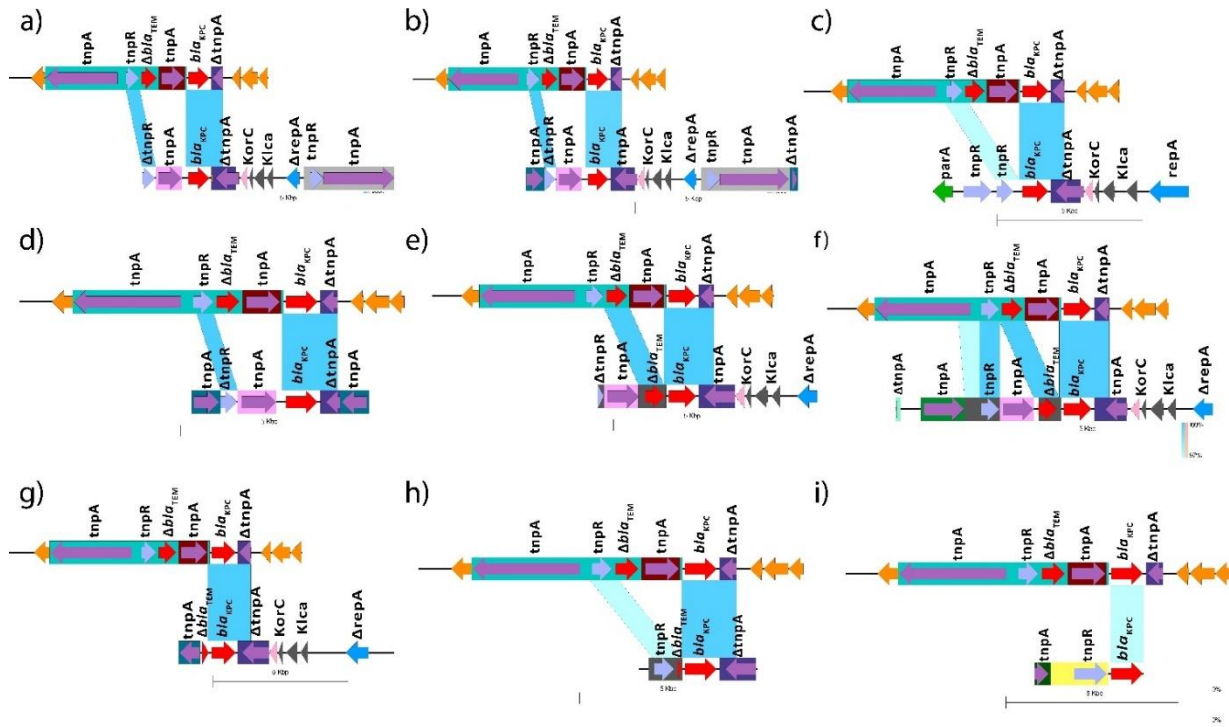 a)
tnpA
tnpR
ΔblaTEM
tnpA
blaKPC
ΔtnpA
ΔtnpR
tnpA
blaKPC
ΔtnpA
KorC
Klca
ΔrepA
tnpR
tnpA
b)
tnpA
tnpR
ΔblaTEM
tnpA
blaKPC
ΔtnpA
tnpA
ΔtnpR
tnpA
blaKPC
ΔtnpA
KorC
Klca
ΔrepA
tnpR
tnpA
ΔtnpA
c)
tnpA
tnpR
ΔblaTEM
tnpA
blaKPC
ΔtnpA
parA
tnpR
tnpR
blaKPC
ΔtnpA
KorC
Klca
repA
d)
tnpA
tnpR
ΔblaTEM
tnpA
blaKPC
ΔtnpA
tnpA
ΔtnpR
tnpA
blaKPC
ΔtnpA
tnpA
e)
tnpA
tnpR
ΔblaTEM
tnpA
blaKPC
ΔtnpA
ΔtnpR
tnpA
ΔblaTEM
blaKPC
tnpA
KorC
Klca
ΔrepA
f)
tnpA
tnpR
ΔblaTEM
tnpA
blaKPC
ΔtnpA
ΔtnpA
tnpA
tnpR
tnpA
ΔblaTEM
blaKPC
tnpA
KorC
Klca
ΔrepA
5 Kbp
100%
97%
g)
tnpA
tnpR
ΔblaTEM
tnpA
blaKPC
ΔtnpA
tnpA
ΔblaTEM
blaKPC
ΔtnpA
KorC
Klca
ΔrepA
h)
tnpA
tnpR
ΔblaTEM
tnpA
blaKPC
ΔtnpA
tnpR
ΔblaTEM
blaKPC
ΔtnpA
5 Kbp
i)
tnpA
tnpR
ΔblaTEM
tnpA
blaKPC
ΔtnpA
tnpA
tnpR
blaKPC